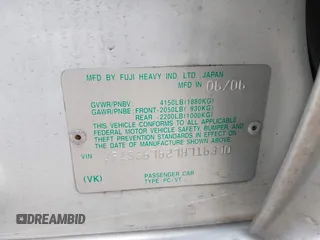 MFD BY FUJI HEAVY IND. LTD. JAPAN
MFD IN 06/06
GVWR/PNBV: 4150LB(1880KG)
GAWR/PNBE: FRONT-2050LB( 930KG)
REAR -2200LB(1000KG)
THIS VEHICLE CONFORMS TO ALL APPLICABLE
FEDERAL MOTOR VEHICLE SAFETY, BUMPER, AND
THEFT PREVENTION STANDARDS IN EFFECT ON
THE DATE OF MANUFACTURE SHOWN ABOVE.
VIN
(VK)
PASSENGER CAR
TYPE PC/VT
DREAMBID